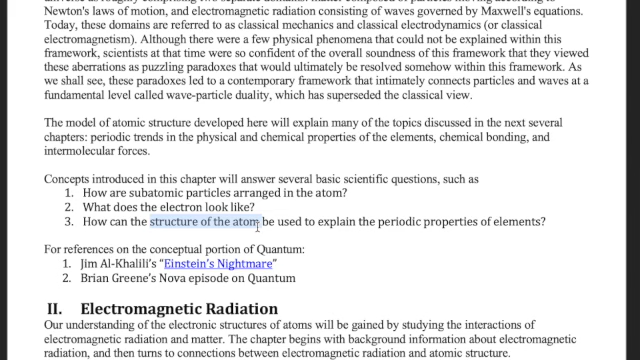 Newton's laws of motion, and electromagnetic radiation consisting of waves governed by Maxwell's equations.
Today, these domains are referred to as classical mechanics and classical electrodynamics (or classical
electromagnetism). Although there were a few physical phenomena that could not be explained within this
framework, scientists at that time were so confident of the overall soundness of this framework that they viewed
these aberrations as puzzling paradoxes that would ultimately be resolved somehow within this framework. As
we shall see, these paradoxes led to a contemporary framework that intimately connects particles and waves at a
fundamental level called wave-particle duality, which has superseded the classical view.
The model of atomic structure developed here will explain many of the topics discussed in the next several
chapters: periodic trends in the physical and chemical properties of the elements, chemical bonding, and
intermolecular forces.
Concepts introduced in this chapter will answer several basic scientific questions, such as
1. How are subatomic particles arranged in the atom?
2. What does the electron look like?
3. How can the structure of the atom be used to explain the periodic properties of elements?
For references on the conceptual portion of Quantum:
1. Jim Al-Khalili's "Einstein's Nightmare"
2. Brian Greene's Nova episode on Quantum
II. Electromagnetic Radiation
Our understanding of the electronic structures of atoms will be gained by studying the interactions of
electromagnetic radiation and matter. The chapter begins with background information about electromagnetic
radiation, and then turns to connections between electromagnetic radiation and atomic structure.